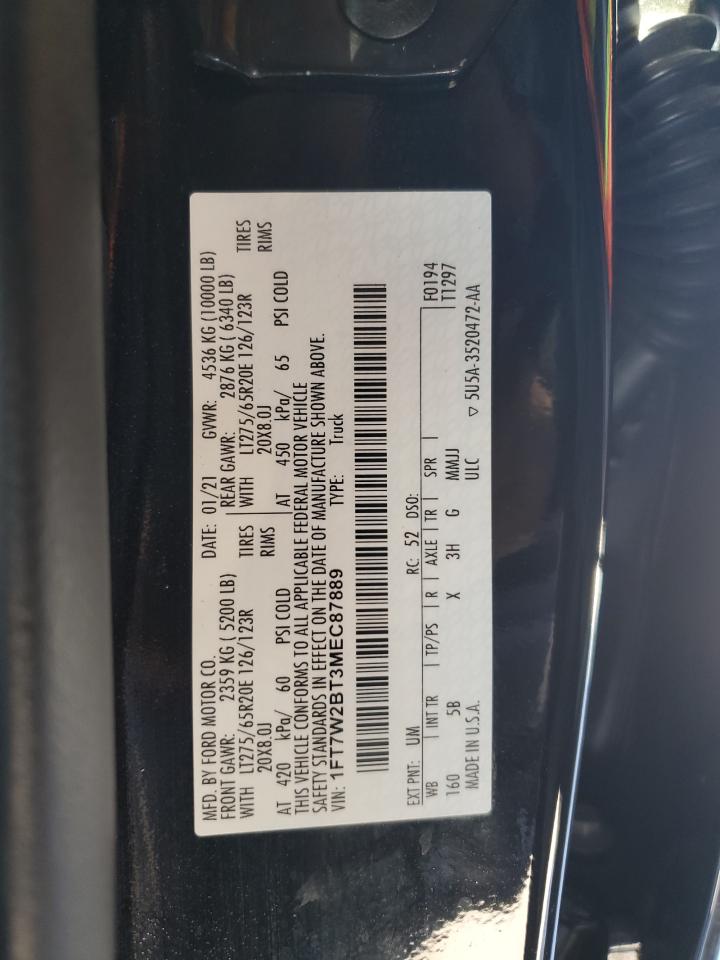 MFD. BY FORD MOTOR CO. DATE: 01/21 GVWR: 4536 KG (10000 LB)
FRONT GAWR: 2359 KG ( 5200 LB) REAR GAWR: 2876 KG ( 6340 LB)
WITH LT275/65R20E 126/123R TIRES WITH LT275/65R20E 126/123R TIRES
20X8.0J RIMS 20X8.0J RIMS
AT 420 kPa/ 60 PSI COLD AT 450 kPa/ 65 PSI COLD
THIS VEHICLE CONFORMS TO ALL APPLICABLE FEDERAL MOTOR VEHICLE
SAFETY STANDARDS IN EFFECT ON THE DATE OF MANUFACTURE SHOWN ABOVE.
VIN: 1FT7W2BT3MEC87889 TYPE: Truck
EXT PNT: UM RC: 52 DSO:
WB INT TR TP/PS R AXLE TR SPR F0194
160 5B X 3H G MMJJ T1297
MADE IN U.S.A. ULC ▽ 5U5A-3520472-AA